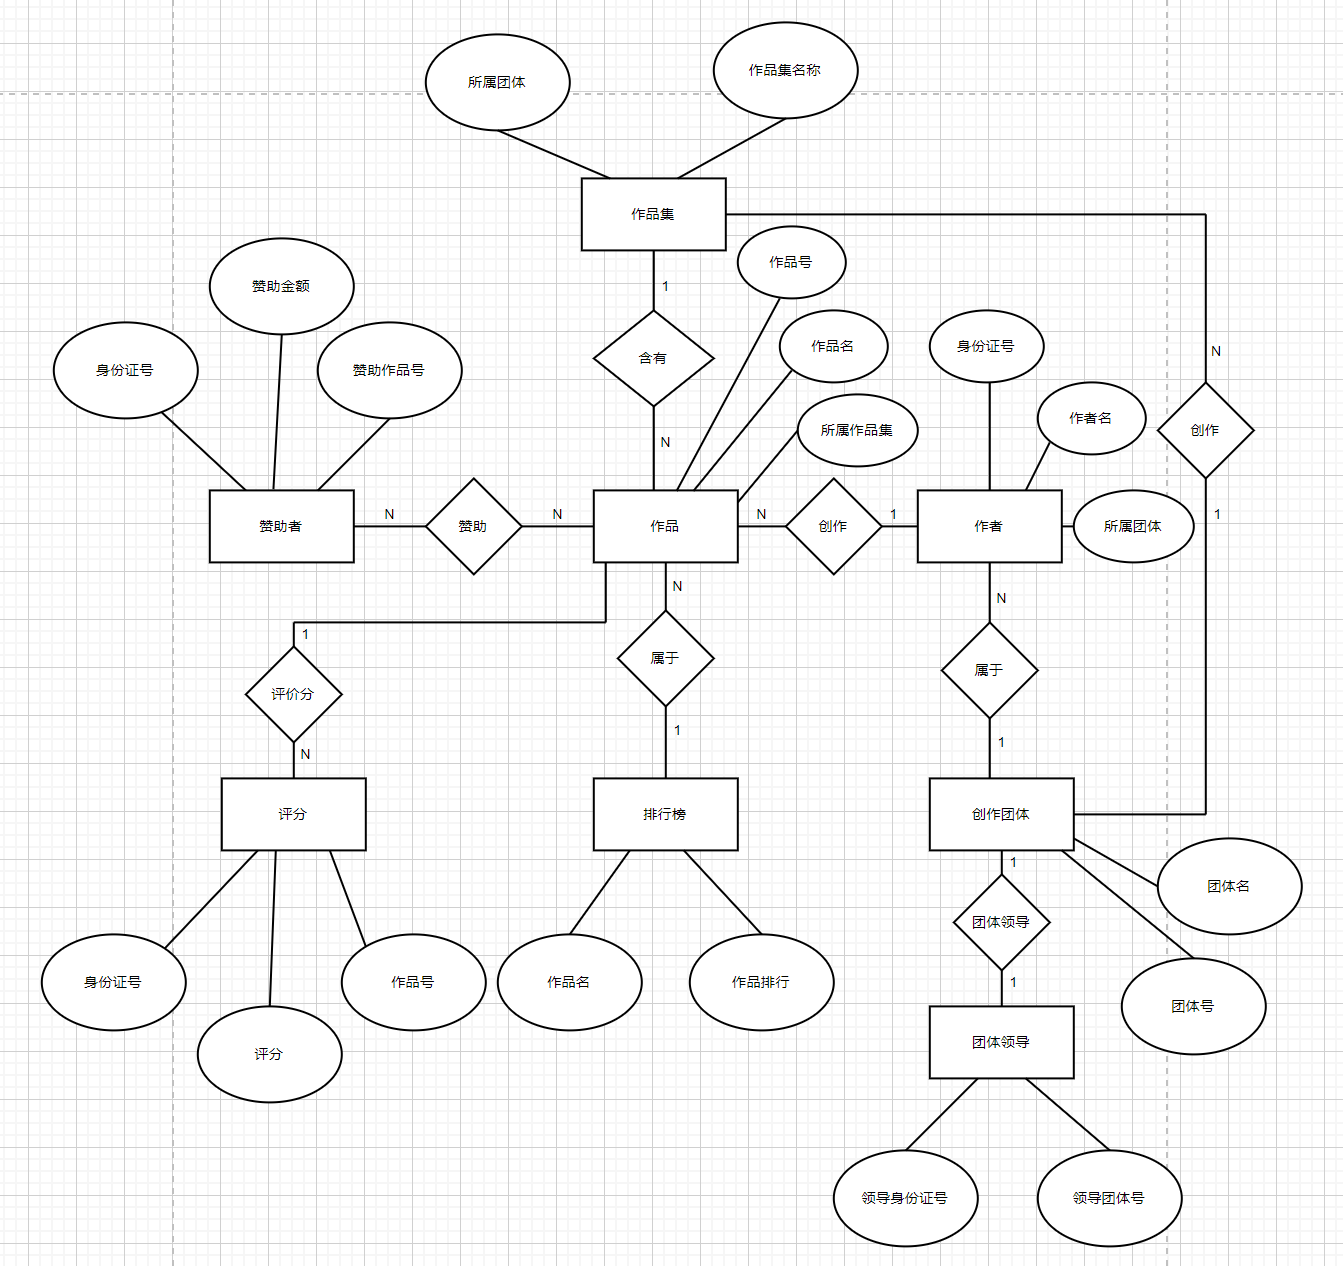 作品集名称
所属团体
作品集
作品号
赞助金额
1
作品名
身份证号
N
含有
身份证号
赞助作品号
作者名
所属作品集
创作
N
赞助者
N
赞助
N
作品
N
创作
1
作者
所属团体
1
N
N
1
属于
属于
评价分
N
1
1
评分
排行榜
创作团体
1
团体名
团体领导
身份证号
作品号
作品名
作品排行
1
团体号
团体领导
评分
领导身份证号
领导团体号